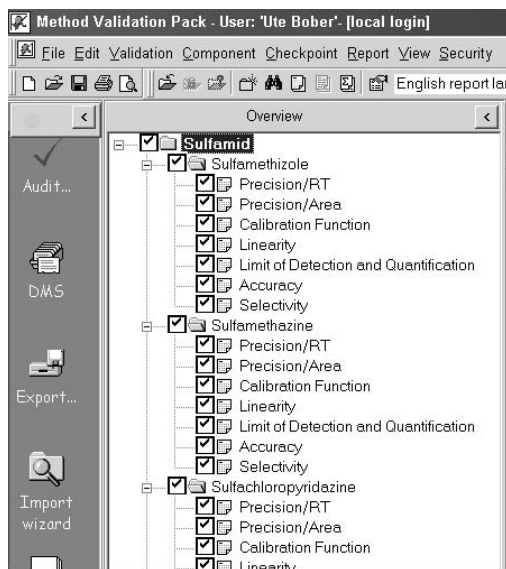 Method Validation Pack - User: 'Ute Bober'- [local login]
File Edit Validation Component Checkpoint Report View Security
English report la
Overview
Sulfamid
Sulfamethizole
Precision/RT
Precision/Area
Calibration Function
Linearity
Limit of Detection and Quantification
Accuracy
Selectivity
Sulfamethazine
Precision/RT
Precision/Area
Calibration Function
Linearity
Limit of Detection and Quantification
Accuracy
Selectivity
Sulfachloropyridazine
Precision/RT
Precision/Area
Calibration Function
Linearity
Audit...
DMS
Export...
Import
wizard